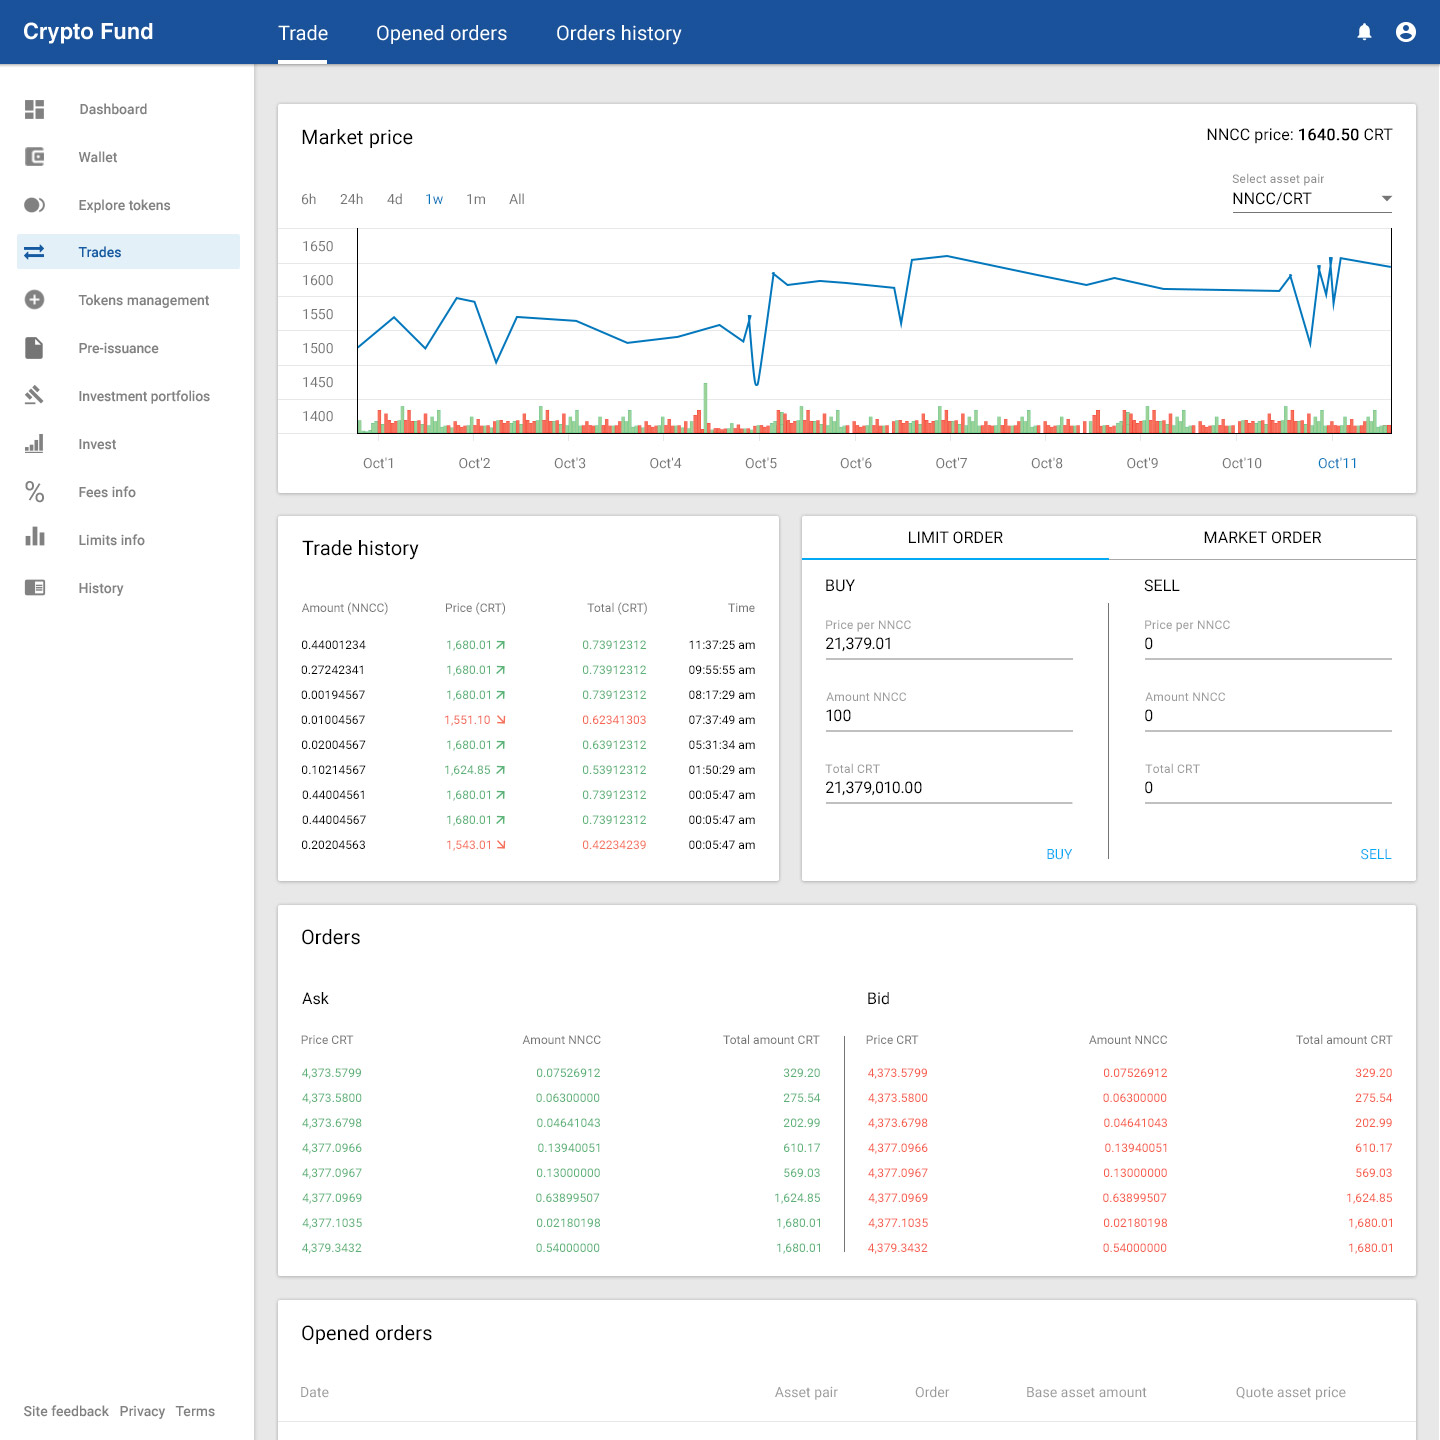 Crypto Fund
Trade Opened orders Orders history
Dashboard
Wallet
Explore tokens
Trades
Tokens management
Pre-issuance
Investment portfolios
Invest
Fees info
Limits info
History
Site feedback Privacy Terms
Market price
NNCC price: 1640.50 CRT
6h 24h 4d 1w 1m All
Select asset pair
NNCC/CRT
1650
1600
1550
1500
1450
1400
Oct'1 Oct'2 Oct'3 Oct'4 Oct'5 Oct'6 Oct'7 Oct'8 Oct'9 Oct'10 Oct'11
Trade history
Amount (NNCC) Price (CRT) Total (CRT) Time
0.44001234 1,680.01 0.73912312 11:37:25 am
0.27242341 1,680.01 0.73912312 09:55:55 am
0.00194567 1,680.01 0.73912312 08:17:29 am
0.01004567 1,551.10 0.62341303 07:37:49 am
0.02004567 1,680.01 0.63912312 05:31:34 am
0.10214567 1,624.85 0.53912312 01:50:29 am
0.44004561 1,680.01 0.73912312 00:05:47 am
0.44004567 1,680.01 0.73912312 00:05:47 am
0.20204563 1,543.01 0.42234239 00:05:47 am
LIMIT ORDER MARKET ORDER
BUY
Price per NNCC
21,379.01
Amount NNCC
100
Total CRT
21,379,010.00
BUY
SELL
Price per NNCC
0
Amount NNCC
0
Total CRT
0
SELL
Orders
Ask
Price CRT Amount NNCC Total amount CRT
4,373.5799 0.07526912 329.20
4,373.5800 0.06300000 275.54
4,373.6798 0.04641043 202.99
4,377.0966 0.13940051 610.17
4,377.0967 0.13000000 569.03
4,377.0969 0.63899507 1,624.85
4,377.1035 0.02180198 1,680.01
4,379.3432 0.54000000 1,680.01
Bid
Price CRT Amount NNCC Total amount CRT
4,373.5799 0.07526912 329.20
4,373.5800 0.06300000 275.54
4,373.6798 0.04641043 202.99
4,377.0966 0.13940051 610.17
4,377.0967 0.13000000 569.03
4,377.0969 0.63899507 1,624.85
4,377.1035 0.02180198 1,680.01
4,379.3432 0.54000000 1,680.01
Opened orders
Date Asset pair Order Base asset amount Quote asset price